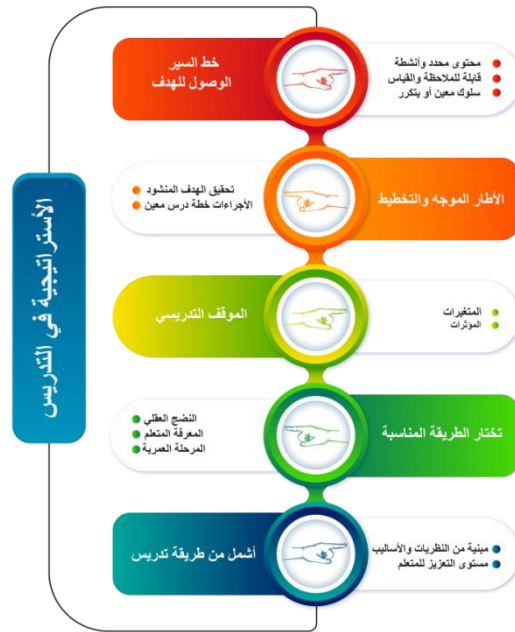 الأستراتيجية في التدريس
خط السير
الوصول للهدف
محتوى محدد وأنشطة
قابلة للملاحظة والقياس
سلوك معين أو يتكرر
الأطار الموجه والتخطيط
تحقيق الهدف المنشود
الأجراءات خطة درس معين
الموقف التدريسي
المتغيرات
الموثرات
تختار الطريقة المناسبة
النضج العقلي
المعرفة المتعلم
المرحلة العمرية
أشمل من طريقة تدريس
مبنية من النظريات والأساليب
مستوى التعزيز للمتعلم